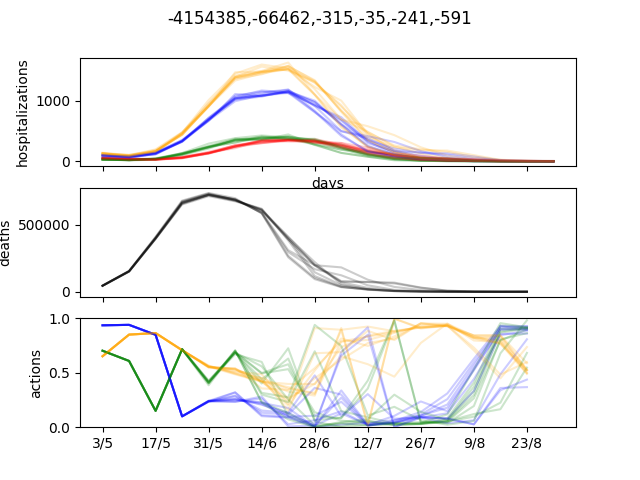 -4154385,-66462,-315,-35,-241,-591
hospitalizations
1000
0
days
deaths
500000
0
actions
1.0
0.5
0.0
3/5 17/5 31/5 14/6 28/6 12/7 26/7 9/8 23/8